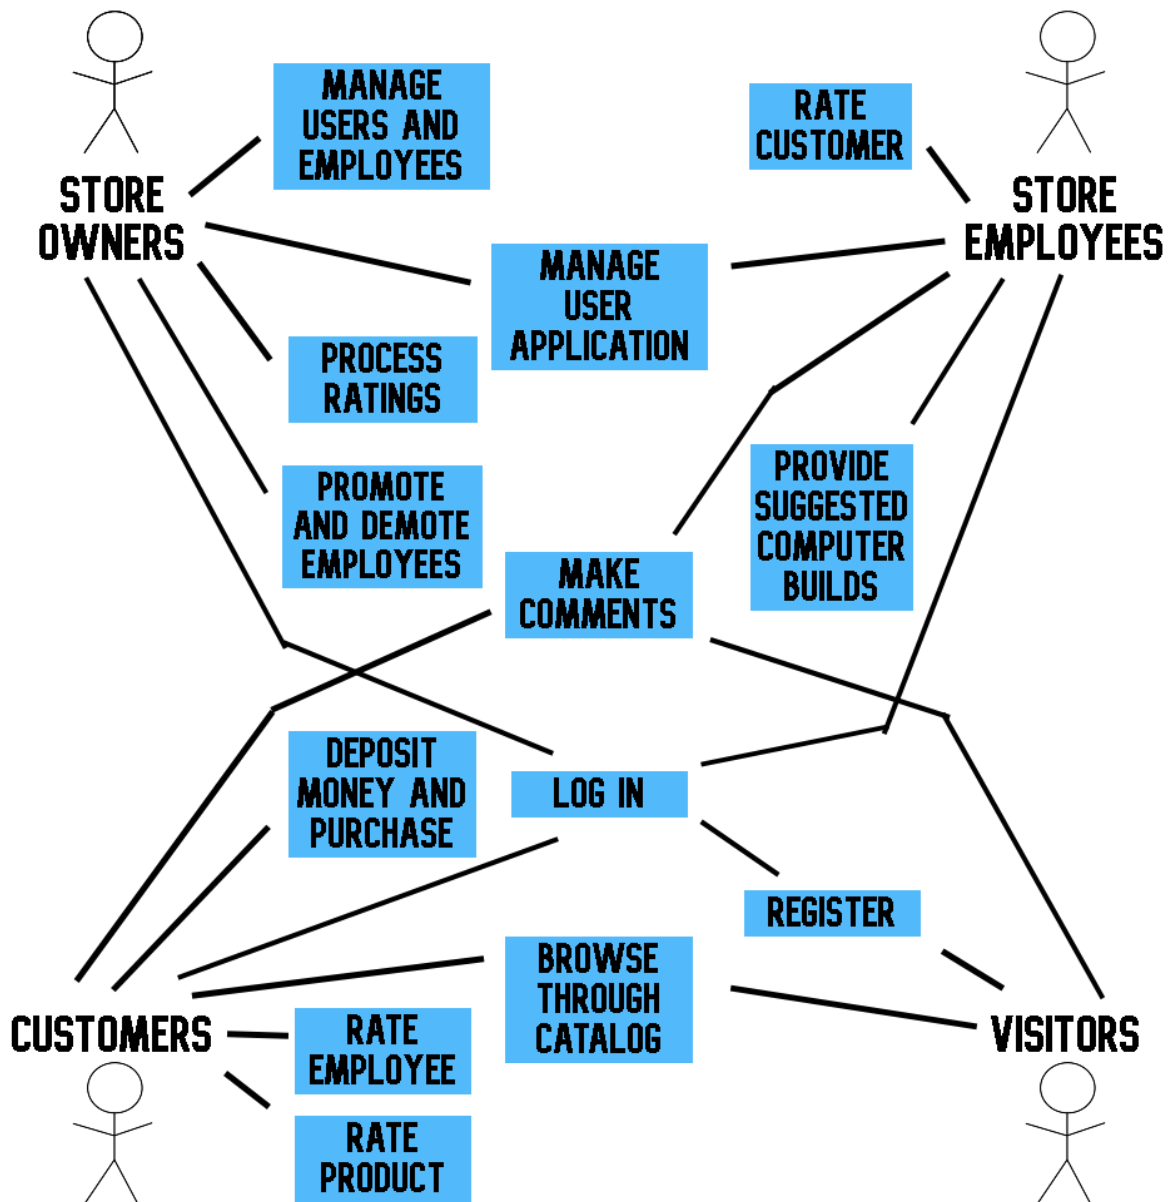 MANAGE
USERS AND
EMPLOYEES
RATE
CUSTOMER
STORE
OWNERS
STORE
EMPLOYEES
MANAGE
USER
APPLICATION
PROCESS
RATINGS
PROMOTE
AND DEMOTE
EMPLOYEES
PROVIDE
SUGGESTED
COMPUTER
BUILDS
MAKE
COMMENTS
DEPOSIT
MONEY AND
PURCHASE
LOG IN
REGISTER
BROWSE
THROUGH
CATALOG
CUSTOMERS
RATE
EMPLOYEE
VISITORS
RATE
PRODUCT